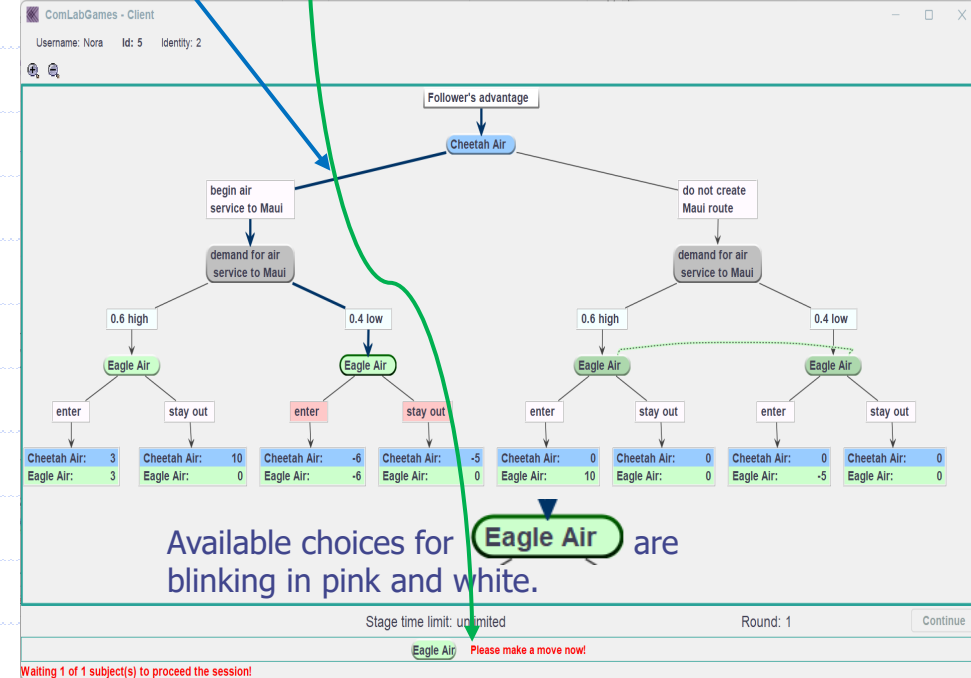 ComLabGames - Client
Username: Nora Id: 5 Identity: 2
Follower's advantage
Cheetah Air
begin air
service to Maui
do not create
Maui route
demand for air
service to Maui
demand for air
service to Maui
0.6 high
0.4 low
0.6 high
0.4 low
Eagle Air
Eagle Air
Eagle Air
Eagle Air
enter
stay out
enter
stay out
enter
stay out
enter
stay out
Cheetah Air: 3
Eagle Air: 3
Cheetah Air: 10
Eagle Air: 0
Cheetah Air: -6
Eagle Air: -6
Cheetah Air: -5
Eagle Air: 0
Cheetah Air: 0
Eagle Air: 10
Cheetah Air: 0
Eagle Air: 0
Cheetah Air: 0
Eagle Air: -5
Cheetah Air: 0
Eagle Air: 0
Available choices for Eagle Air are
blinking in pink and white.
Stage time limit: unlimited Round: 1 Continue
Eagle Air Please make a move now!
Waiting 1 of 1 subject(s) to proceed the session!